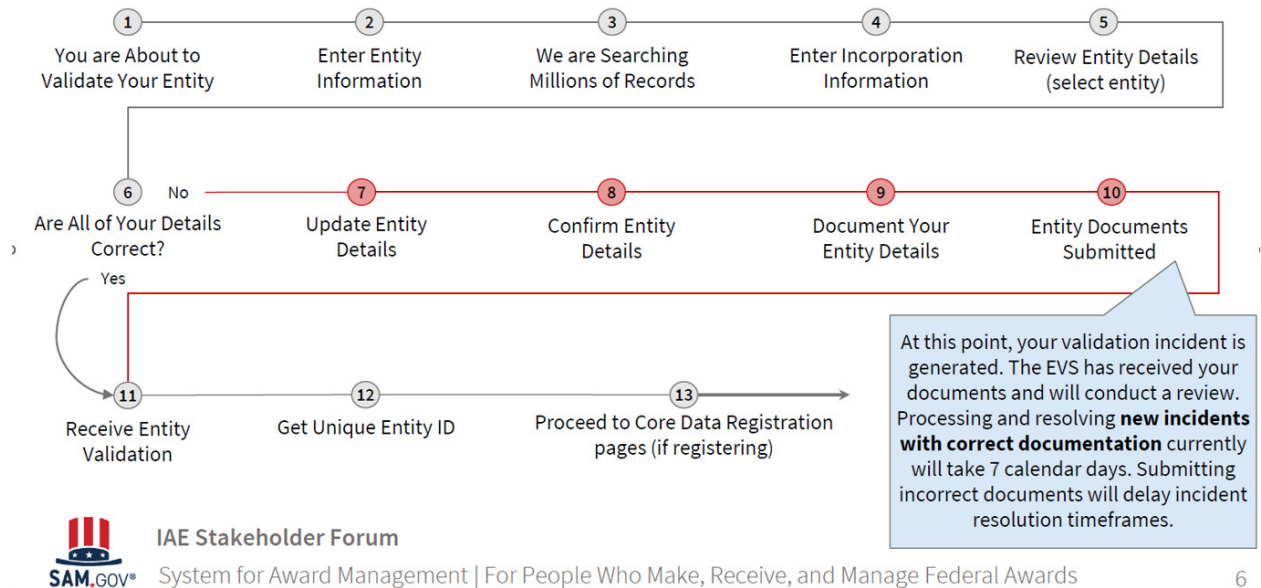 1
You are About to
Validate Your Entity
2
Enter Entity
Information
3
We are Searching
Millions of Records
4
Enter Incorporation
Information
5
Review Entity Details
(select entity)
6
No
Are All of Your Details
Correct?
Yes
7
Update Entity
Details
8
Confirm Entity
Details
9
Document Your
Entity Details
10
Entity Documents
Submitted
At this point, your validation incident is
generated. The EVS has received your
documents and will conduct a review.
Processing and resolving new incidents
with correct documentation currently
will take 7 calendar days. Submitting
incorrect documents will delay incident
resolution timeframes.
11
Receive Entity
Validation
12
Get Unique Entity ID
13
Proceed to Core Data Registration
pages (if registering)
SAM.GOV®
IAE Stakeholder Forum
System for Award Management | For People Who Make, Receive, and Manage Federal Awards
6